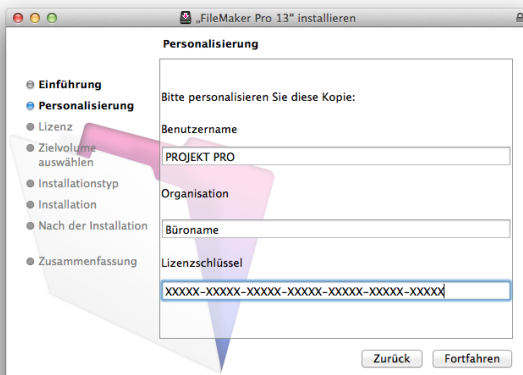 „FileMaker Pro 13“ installieren
Personalisierung
Einführung
Personalisierung
Lizenz
Zielvolume
auswählen
Installationstyp
Installation
Nach der Installation
Zusammenfassung
Bitte personalisieren Sie diese Kopie:
Benutzername
PROJEKT PRO
Organisation
Büroname
Lizenzschlüssel
XXXXX-XXXXX-XXXXX-XXXXX-XXXXX-XXXXX-XXXXX
Zurück
Fortfahren